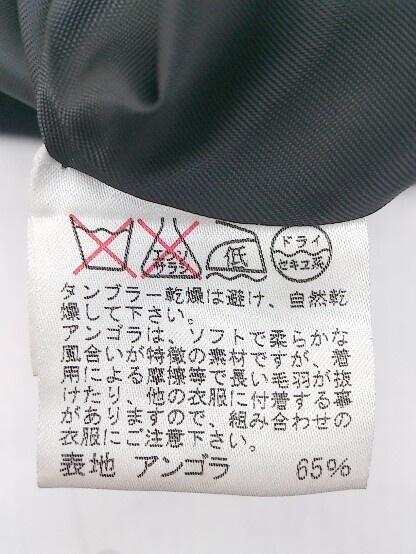 エンソ
サラシ
低
ドライ
セキユ系
タンブラー乾燥は避け、自然乾
燥して下さい。
アンゴラは、ソフトで柔らかな
風合いが特徴の素材ですが、着
用による摩擦等で長い毛羽が抜
けたり、他の衣服に付着する事
がありますので、組み合わせの
衣服にご注意下さい。
表地 アンゴラ 65%